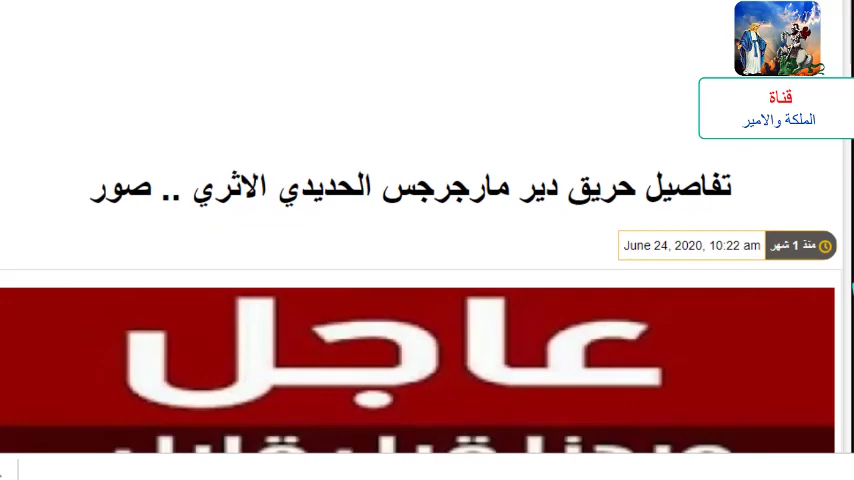 قناة
الملكة والامير
تفاصيل حريق دير مارجرجس الحديدي الاثري .. صور
منذ 1 شهر June 24, 2020, 10:22 am
عاجل